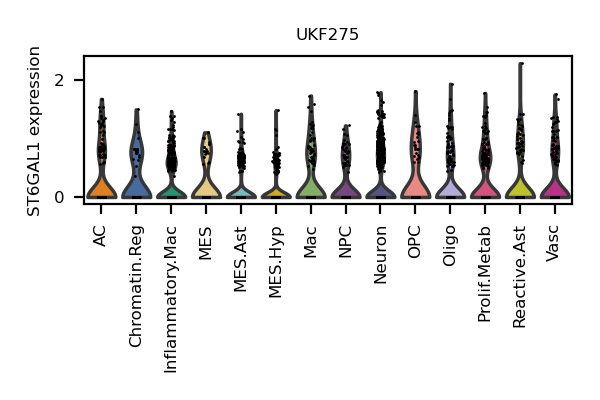 UKF275
ST6GAL1 expression
2
0
AC
Chromatin.Reg
Inflammatory.Mac
MES
MES.Ast
MES.Hyp
Mac
NPC
Neuron
OPC
Oligo
Prolif.Metab
Reactive.Ast
Vasc